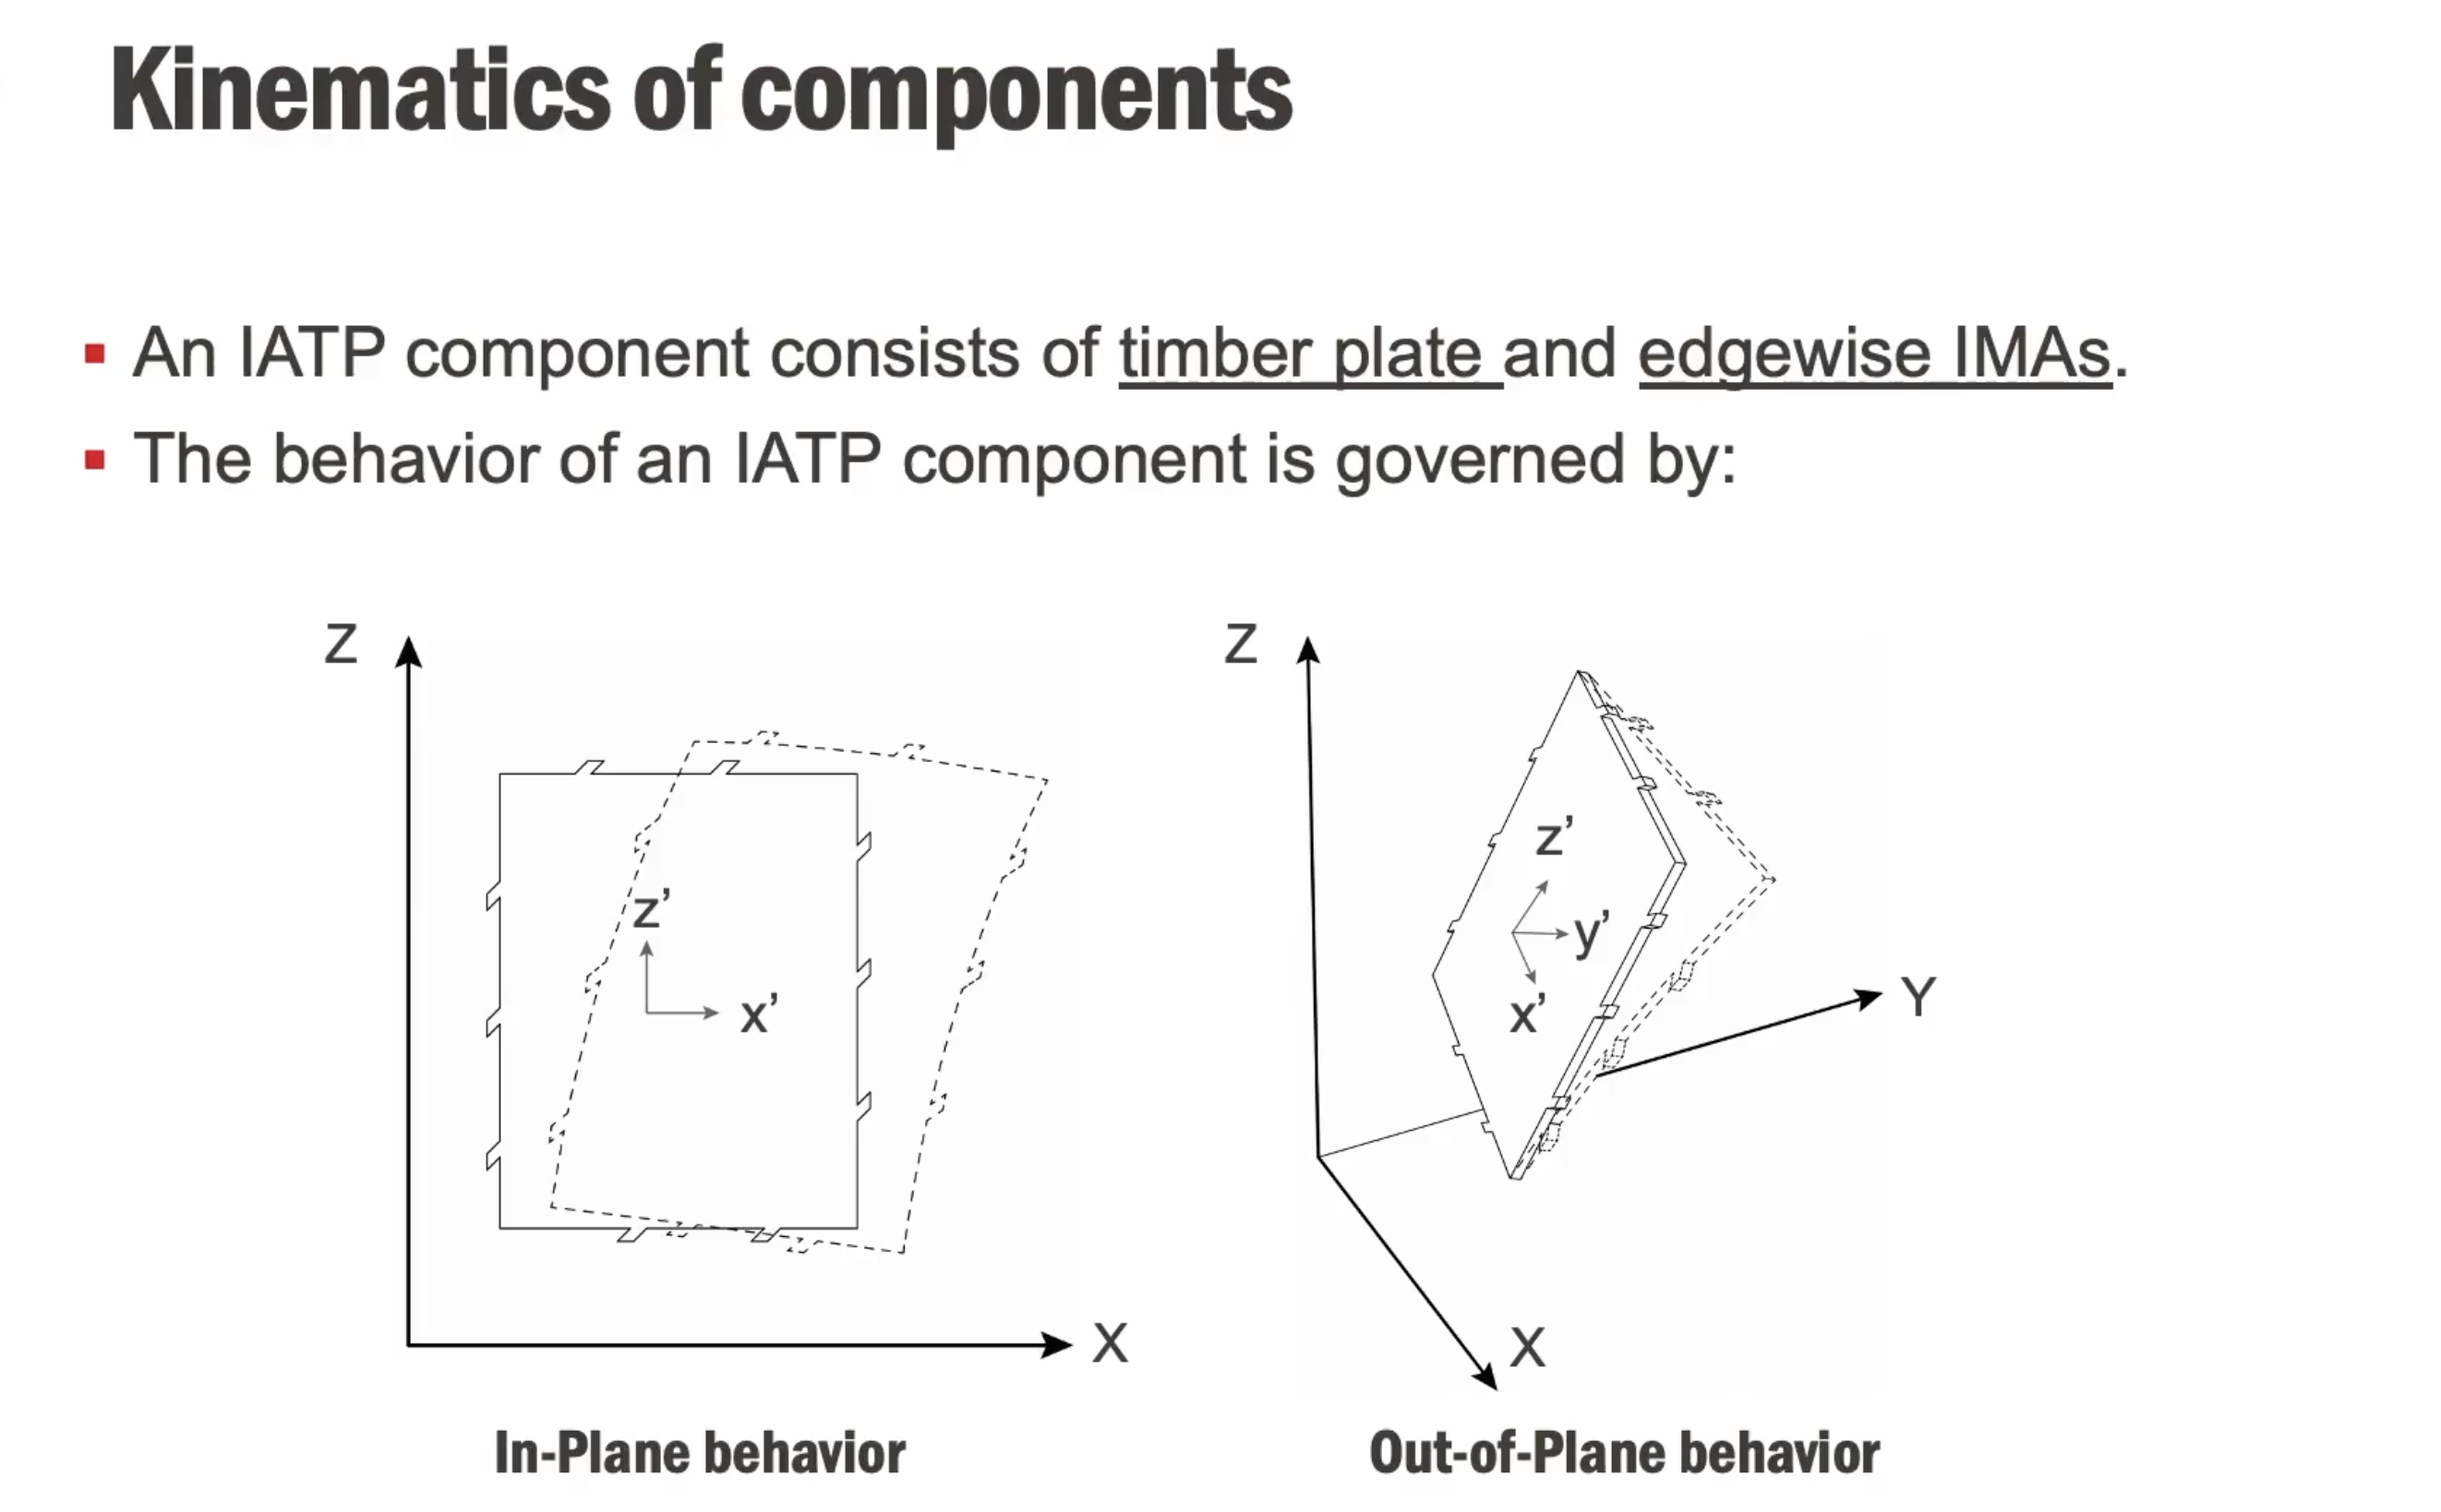 Kinematics of components
An IATP component consists of timber plate and edgewise IMAs.
The behavior of an IATP component is governed by:
Z
z’
x’
X
In-Plane behavior
Z
z’
y’
x’
Y
X
Out-of-Plane behavior